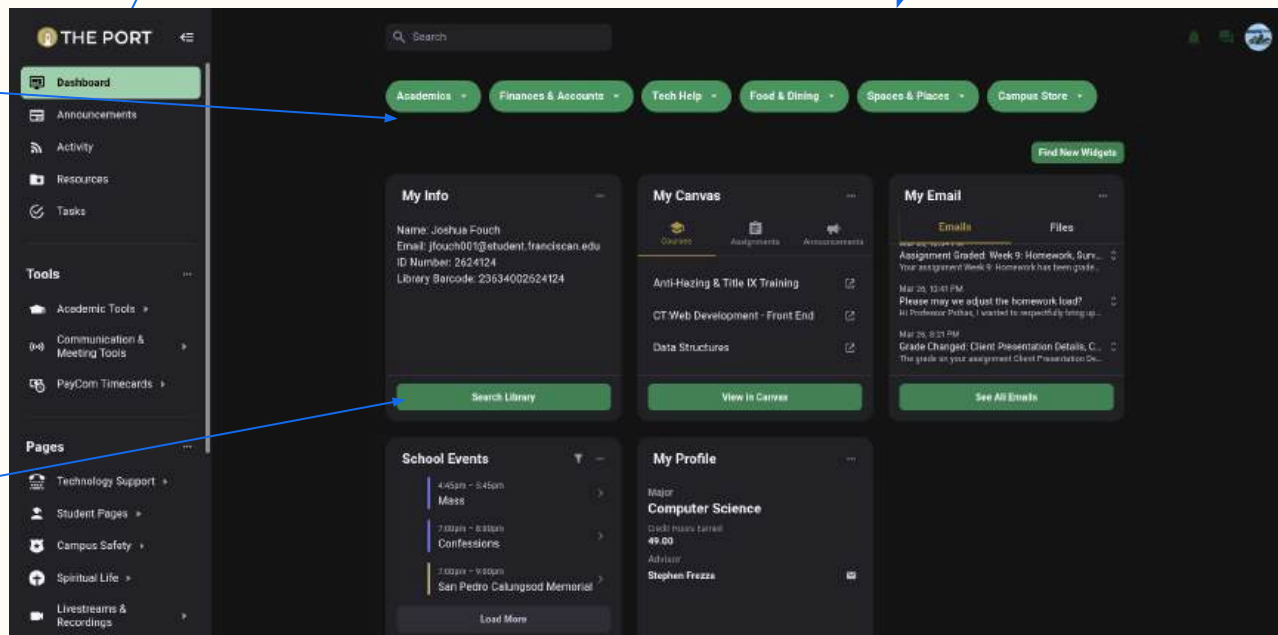 THE PORT
Dashboard
Announcements
Activity
Resources
Tasks
Tools
Academic Tools
Communication &
Meeting Tools
PayCom Timecards
Pages
Technology Support
Student Pages
Campus Safety
Spiritual Life
Livestreams &
Recordings
Search
Academics
Finances & Accounts
Tech Help
Food & Dining
Spaces & Places
Campus Store
Find New Widgets
My Info
Name: Joshua Fouch
Email: jfouch001@student.franciscan.edu
ID Number: 2624124
Library Barcode: 23634002624124
Search Library
My Canvas
Courses
Assignments
Announcements
Anti-Hazing & Title IX Training
CT:Web Development - Front End
Data Structures
View in Canvas
My Email
Emails
Files
Assignment Graded: Week 9: Homework, Surv...
Your assignment Week 9: Homework has been grade...
Mar 26, 12:41 PM
Please may we adjust the homework load?
Hi Professor Pothas, I wanted to respectfully bring up...
Mar 26, 8:21 PM
Grade Changed: Client Presentation Details, C...
The grade on your assignment Client Presentation De...
See All Emails
School Events
4:45pm – 5:45pm
Mass
7:00pm – 8:00pm
Confessions
7:00pm – 9:00pm
San Pedro Calungsod Memorial
Load More
My Profile
Major
Computer Science
Credit Hours Earned
49.00
Advisor
Stephen Frezza